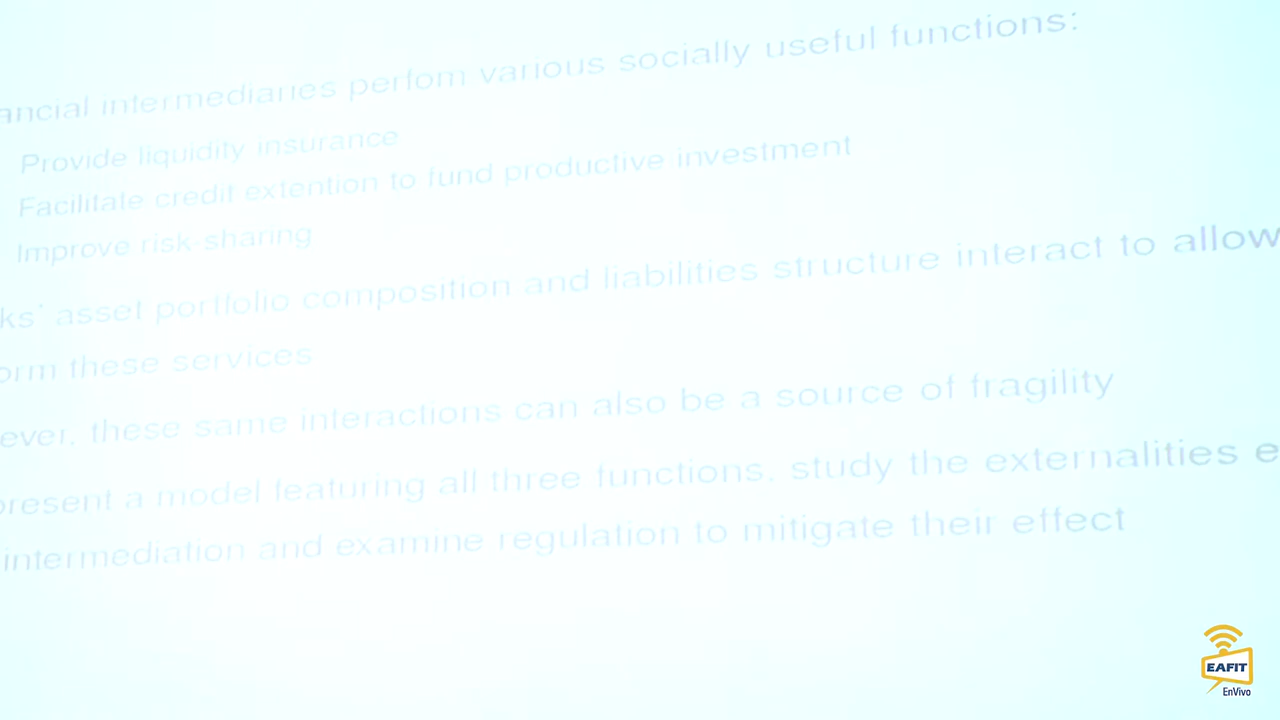 ancial intermediaries perfom various socially useful functions:
Provide liquidity insurance
Facilitate credit extention to fund productive investment
Improve risk-sharing
ks' asset portfolio composition and liabilities structure interact to allow
orm these services
ever, these same interactions can also be a source of fragility
present a model featuring all three functions, study the externalities e
intermediation and examine regulation to mitigate their effect
EAFIT
EnVivo